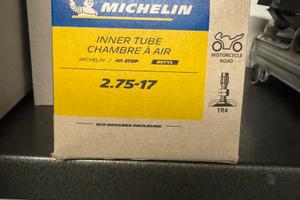 MICHELIN
INNER TUBE
CHAMBRE À AIR
MICHELIN / AIR STOP BUTYL
MOTORCYCLE
ROAD
2.75-17
TR4
ECO-DESIGNED PACKAGING